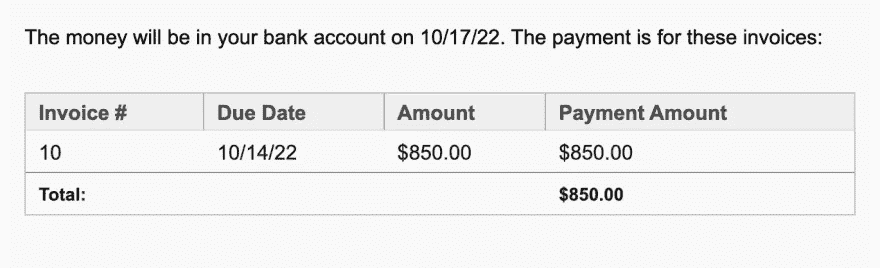 The money will be in your bank account on 10/17/22. The payment is for these invoices:
Invoice # Due Date Amount Payment Amount
10 10/14/22 $850.00 $850.00
Total: $850.00